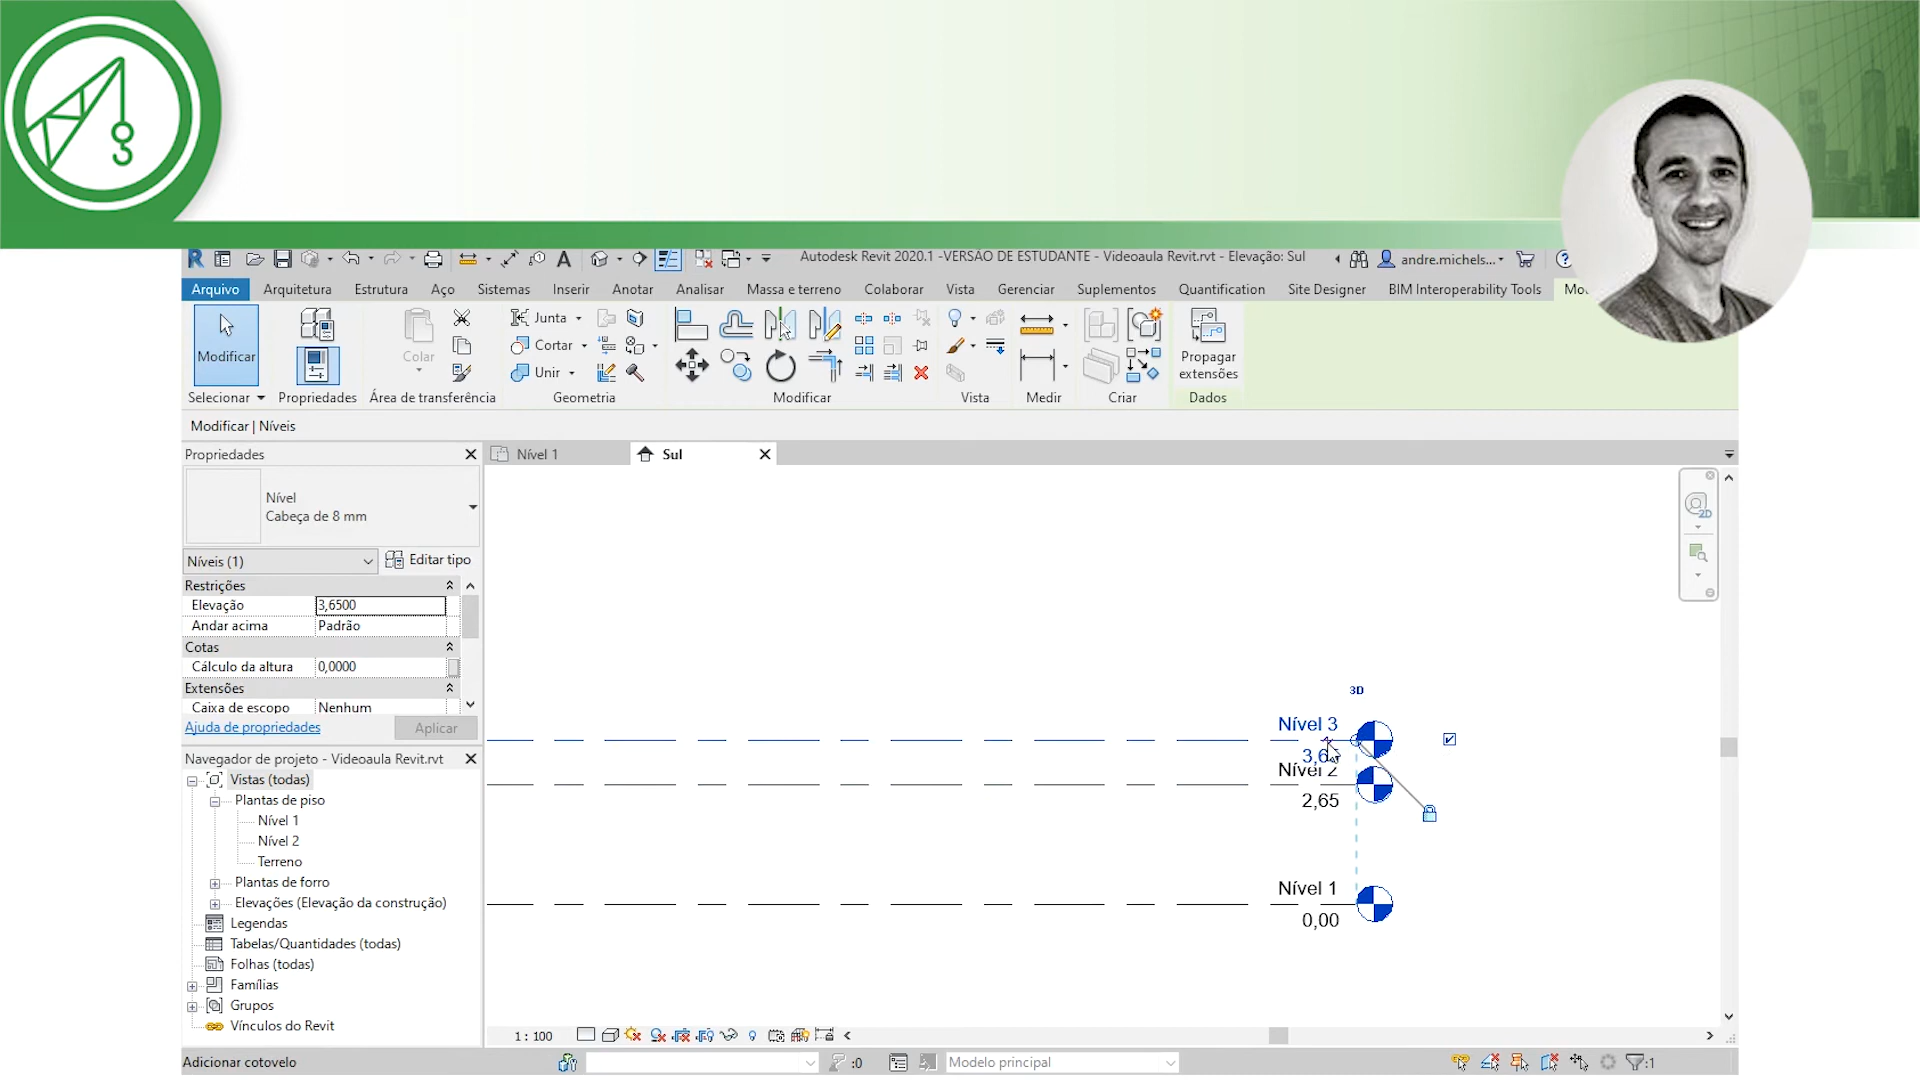 Autodesk Revit 2020.1 -VERSÃO DE ESTUDANTE - Videoaula Revit.rvt - Elevação: Sul
andre.michels...
Arquivo Arquitetura Estrutura Aço Sistemas Inserir Anotar Analisar Massa e terreno Colaborar Vista Gerenciar Suplementos Quantification Site Designer BIM Interoperability Tools
Modificar
Colar
Junta
Cortar
Unir
Propagar
extensões
Selecionar Propriedades Área de transferência Geometria Modificar Vista Medir Criar Dados
Modificar | Níveis
Propriedades
Nível 1
Sul
Nível
Cabeça de 8 mm
Níveis (1)
Editar tipo
Restrições
Elevação 3,6500
Andar acima Padrão
Cotas
Cálculo da altura 0,0000
Extensões
Caixa de escopo Nenhum
Ajuda de propriedades
Aplicar
Navegador de projeto - Videoaula Revit.rvt
Vistas (todas)
Plantas de piso
Nível 1
Nível 2
Terreno
Plantas de forro
Elevações (Elevação da construção)
Legendas
Tabelas/Quantidades (todas)
Folhas (todas)
Famílias
Grupos
Vínculos do Revit
2D
3D
Nível 3
3,65
Nível 2
2,65
Nível 1
0,00
1 : 100
Adicionar cotovelo
:0
Modelo principal
:1